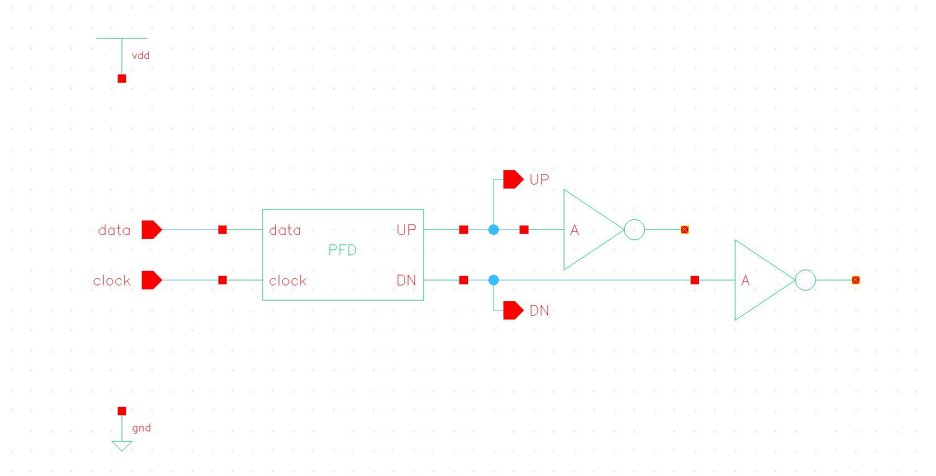 vdd
UP
data data UP A
PFD
clock clock DN A
DN
gnd